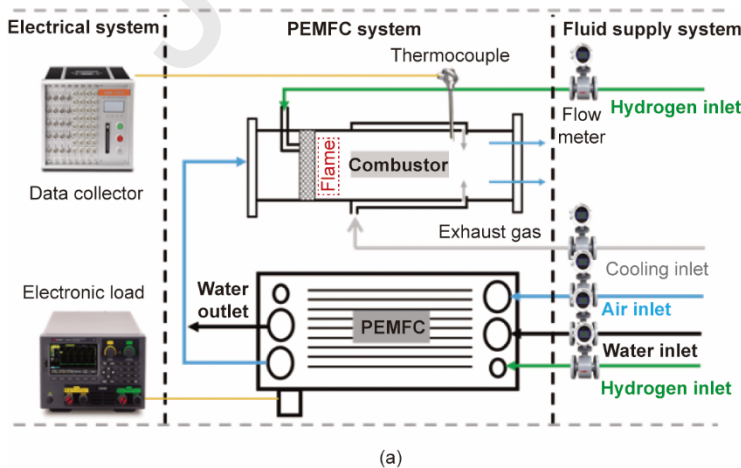 Electrical system
PEMFC system
Fluid supply system
Thermocouple
Flow
meter
Hydrogen inlet
Flame
Combustor
Data collector
Exhaust gas
Cooling inlet
Electronic load
Water
outlet
PEMFC
Air inlet
Water inlet
Hydrogen inlet
(a)